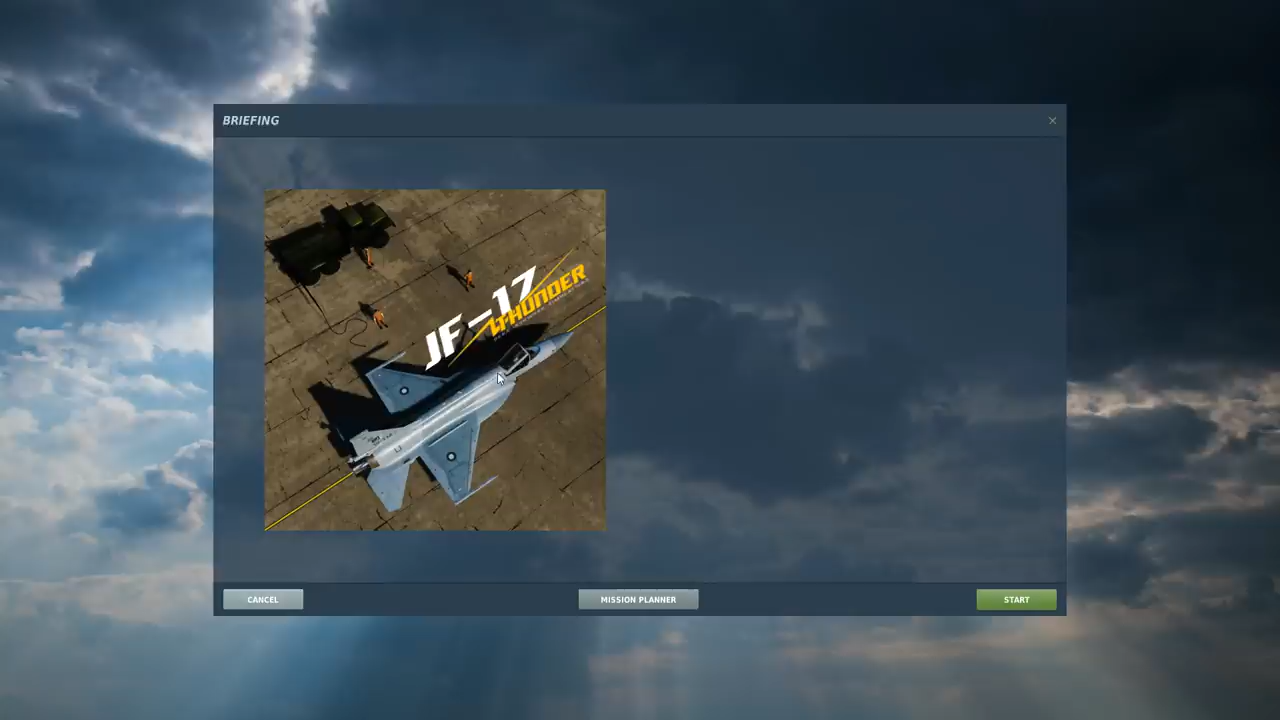 BRIEFING
JF-17
THUNDER
CANCEL
MISSION PLANNER
START